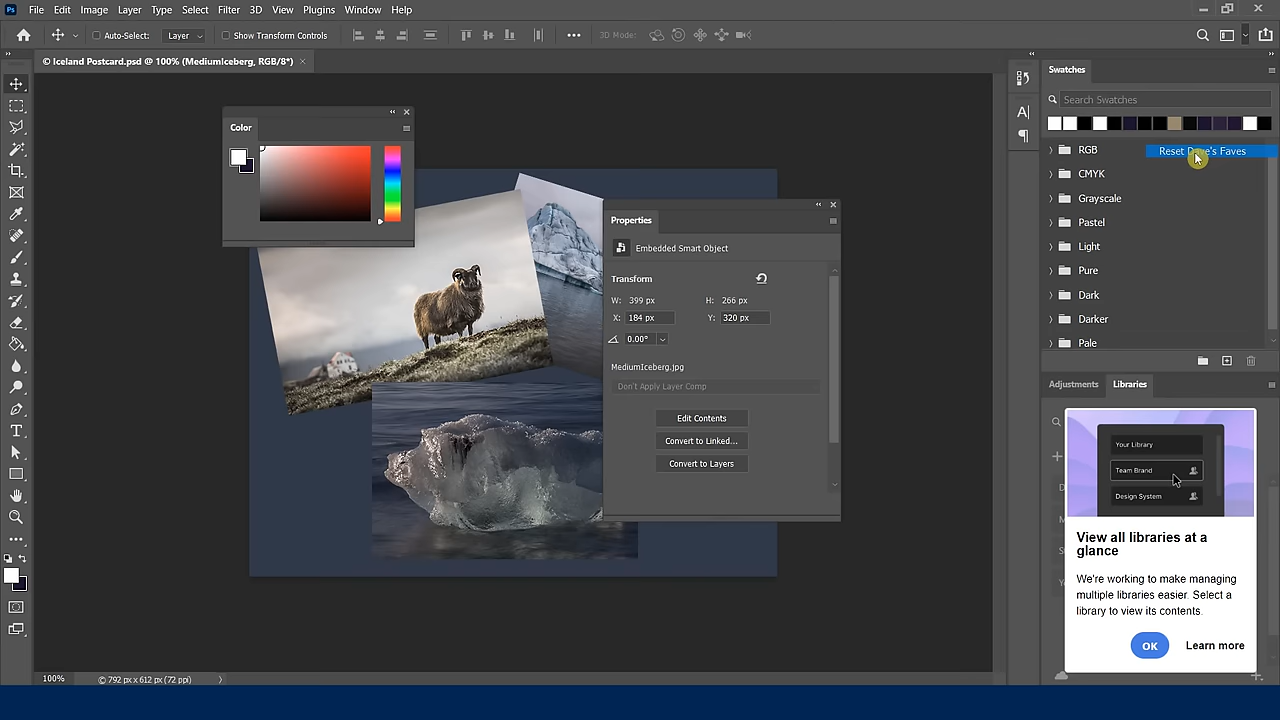 Ps File Edit Image Layer Type Select Filter 3D View Plugins Window Help
Auto-Select: Layer Show Transform Controls 3D Mode:
© Iceland Postcard.psd @ 100% (MediumIceberg, RGB/8*)
Color
Properties
Embedded Smart Object
Transform
W: 399 px H: 266 px
X: 184 px Y: 320 px
0.00°
MediumIceberg.jpg
Don't Apply Layer Comp
Edit Contents
Convert to Linked...
Convert to Layers
Swatches
Search Swatches
RGB
Reset Dave's Faves
CMYK
Grayscale
Pastel
Light
Pure
Dark
Darker
Pale
Adjustments Libraries
Your Library
Team Brand
Design System
View all libraries at a
glance
We're working to make managing
multiple libraries easier. Select a
library to view its contents.
OK Learn more
100% © 792 px x 612 px (72 ppi)